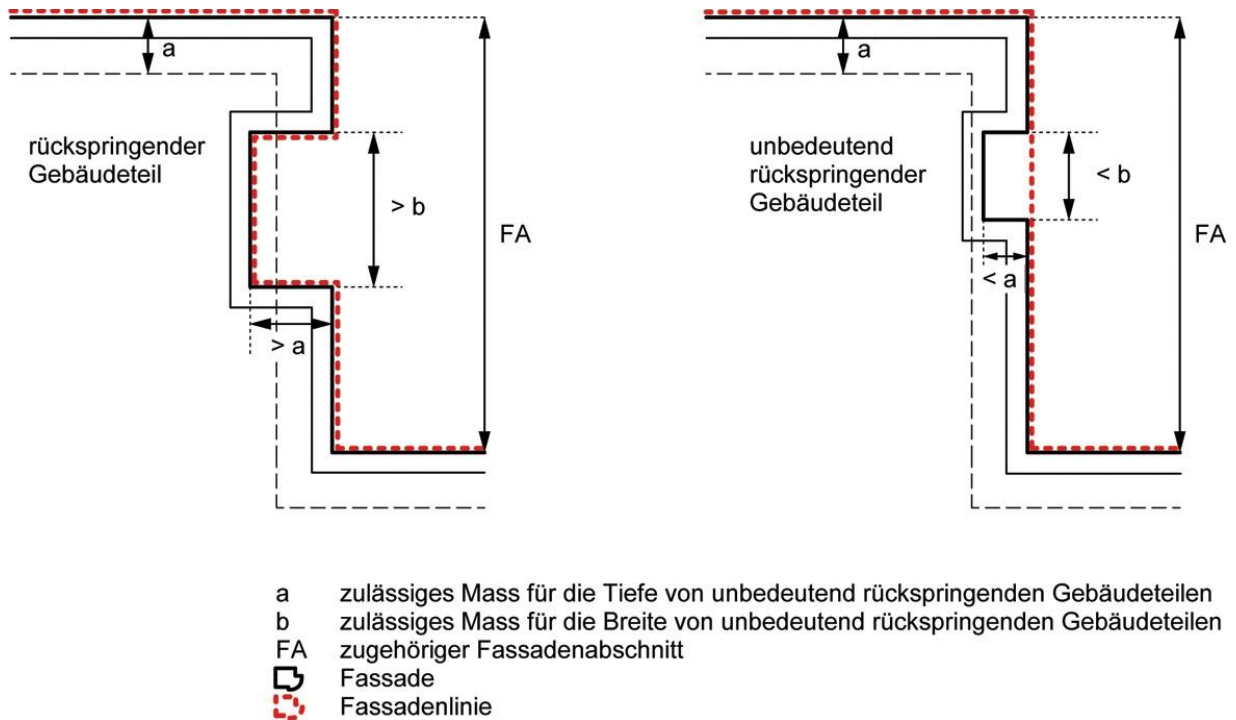 a
rückspringender
Gebäudeteil
> b
FA
> a
a
unbedeutend
rückspringender
Gebäudeteil
< b
FA
< a
a zulässiges Mass für die Tiefe von unbedeutend rückspringenden Gebäudeteilen
b zulässiges Mass für die Breite von unbedeutend rückspringenden Gebäudeteilen
FA zugehöriger Fassadenabschnitt
Fassade
Fassadenlinie